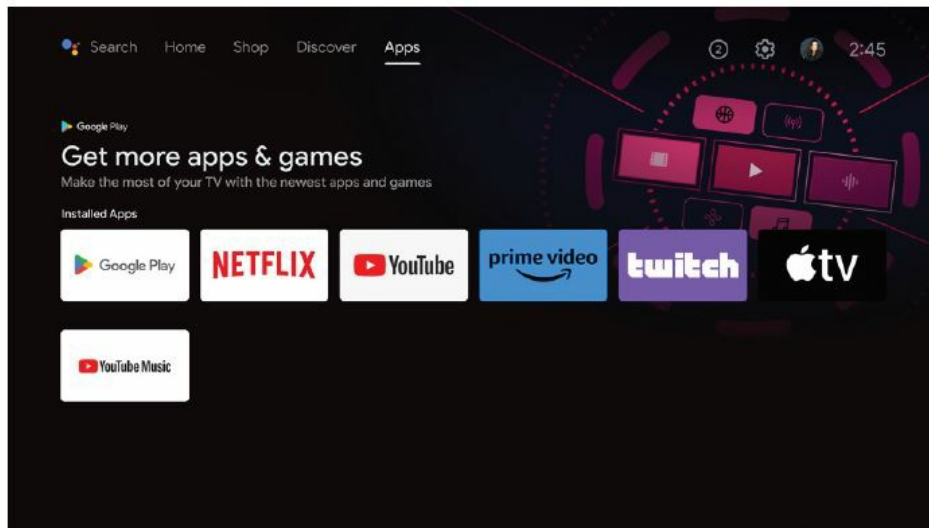 Search Home Shop Discover Apps 2 2:45
Google Play
Get more apps & games
Make the most of your TV with the newest apps and games
Installed Apps
Google Play NETFLIX YouTube prime video twitch tv
YouTube Music